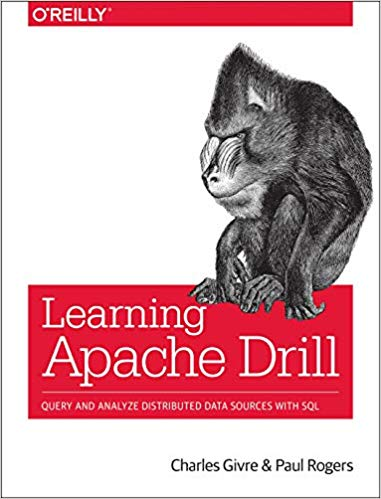 O'REILLY®
Learning
Apache Drill
QUERY AND ANALYZE DISTRIBUTED DATA SOURCES WITH SQL
Charles Givre & Paul Rogers